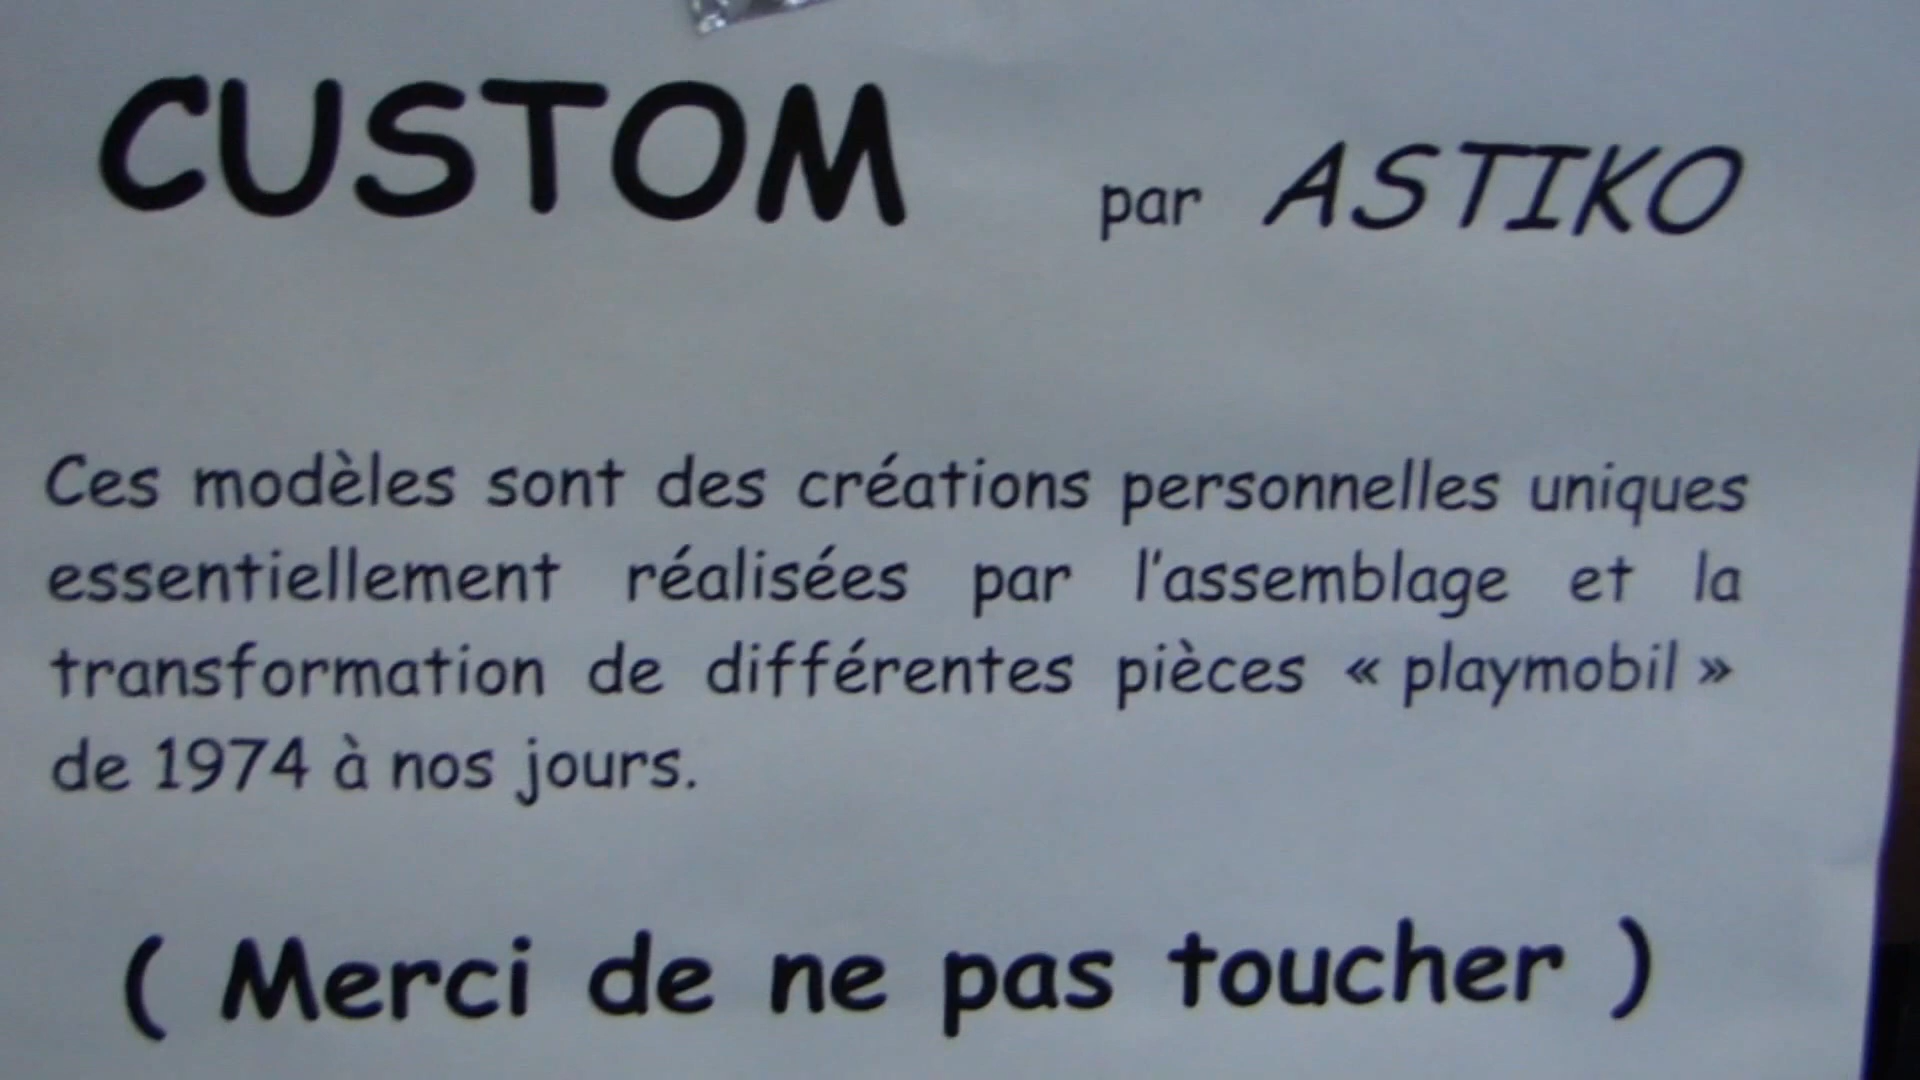 CUSTOM par ASTIKO
Ces modèles sont des créations personnelles uniques
essentiellement réalisées par l'assemblage et la
transformation de différentes pièces « playmobil »
de 1974 à nos jours.
( Merci de ne pas toucher )